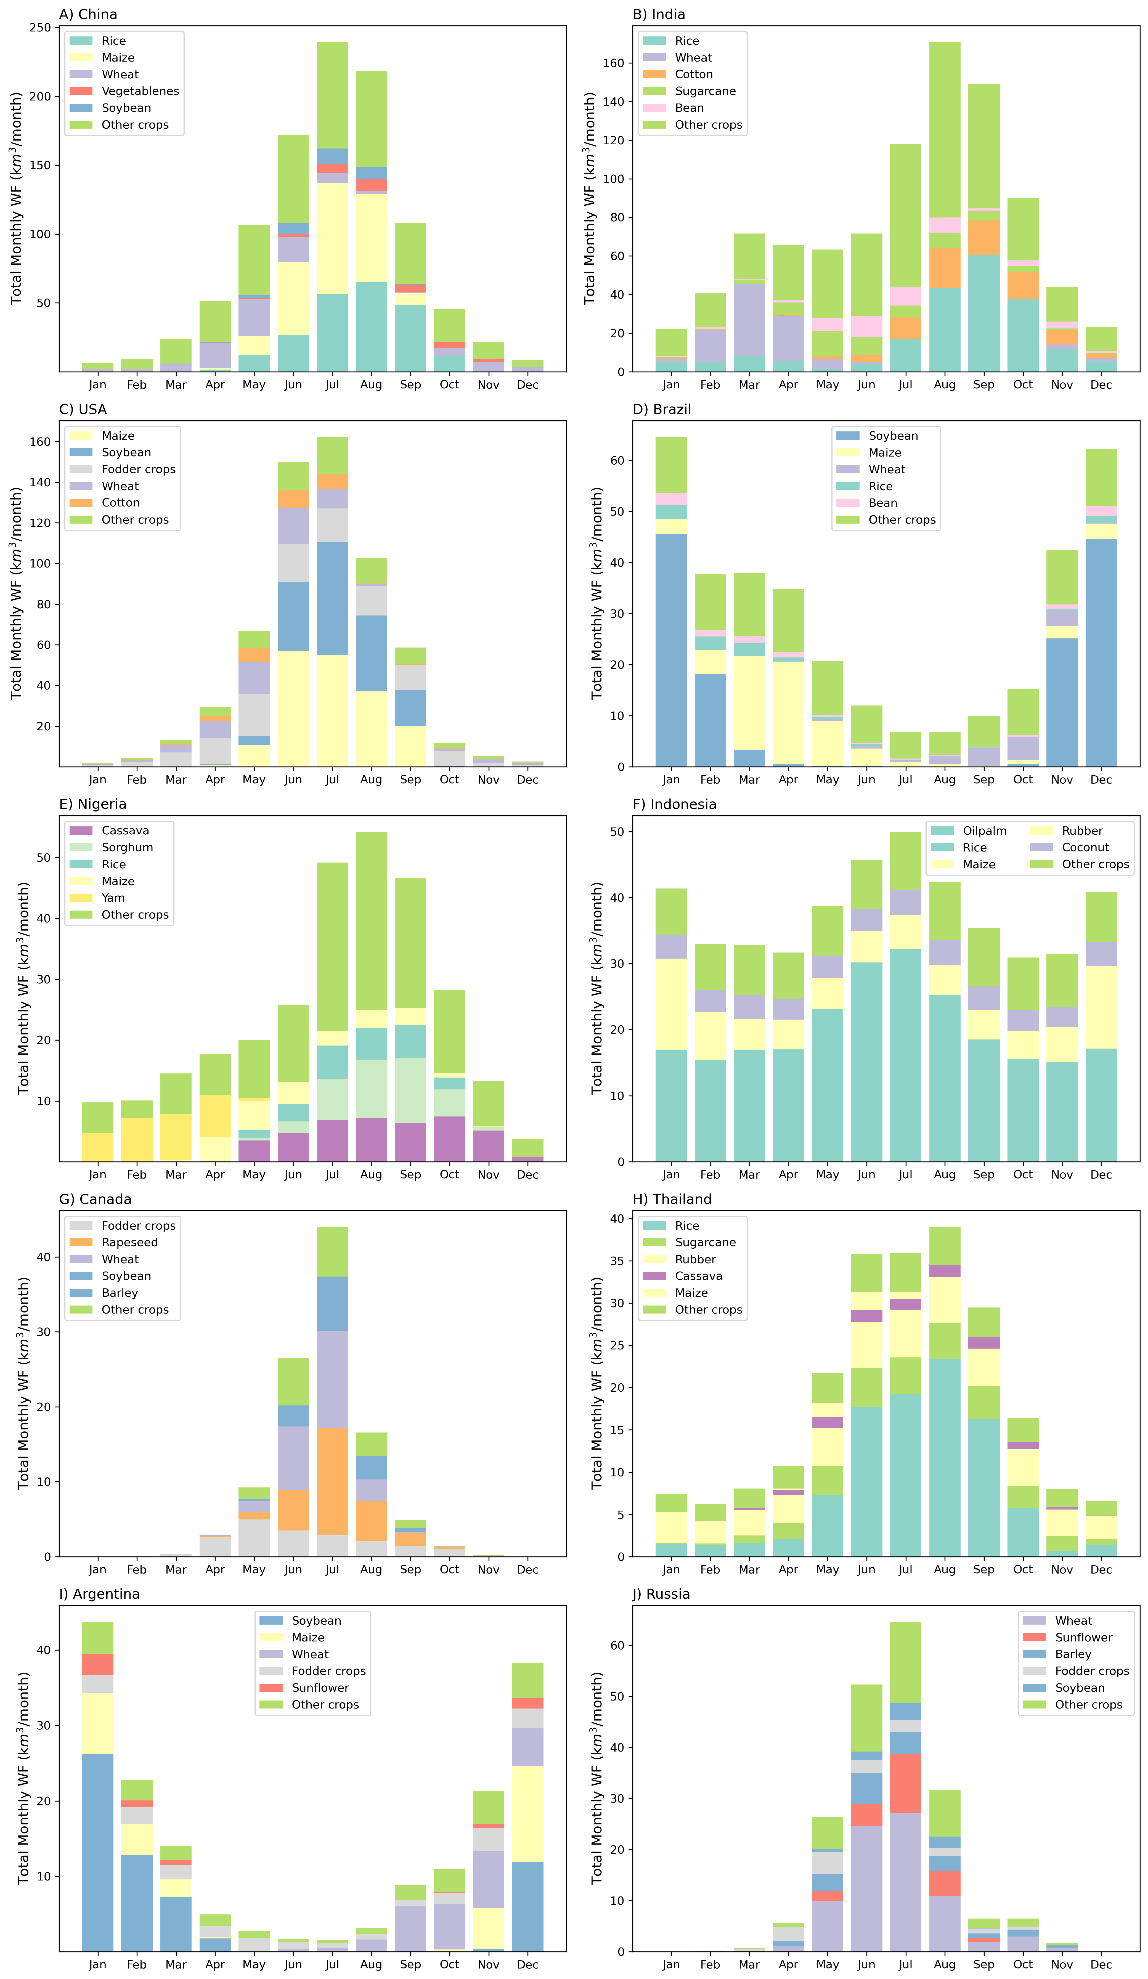 A) China
250
200
150
100
50
Total Monthly WF (km³/month)
Rice
Maize
Wheat
Vegetablenes
Soybean
Other crops
Jan Feb Mar Apr May Jun Jul Aug Sep Oct Nov Dec
B) India
160
140
120
100
80
60
40
20
0
Total Monthly WF (km³/month)
Rice
Wheat
Cotton
Sugarcane
Bean
Other crops
Jan Feb Mar Apr May Jun Jul Aug Sep Oct Nov Dec
C) USA
160
140
120
100
80
60
40
20
Total Monthly WF (km³/month)
Maize
Soybean
Fodder crops
Wheat
Cotton
Other crops
Jan Feb Mar Apr May Jun Jul Aug Sep Oct Nov Dec
D) Brazil
60
50
40
30
20
10
0
Total Monthly WF (km³/month)
Soybean
Maize
Wheat
Rice
Bean
Other crops
Jan Feb Mar Apr May Jun Jul Aug Sep Oct Nov Dec
E) Nigeria
50
40
30
20
10
Total Monthly WF (km³/month)
Cassava
Sorghum
Rice
Maize
Yam
Other crops
Jan Feb Mar Apr May Jun Jul Aug Sep Oct Nov Dec
F) Indonesia
50
40
30
20
10
0
Total Monthly WF (km³/month)
Oilpalm Rubber
Rice Coconut
Maize Other crops
Jan Feb Mar Apr May Jun Jul Aug Sep Oct Nov Dec
G) Canada
40
30
20
10
0
Total Monthly WF (km³/month)
Fodder crops
Rapeseed
Wheat
Soybean
Barley
Other crops
Jan Feb Mar Apr May Jun Jul Aug Sep Oct Nov Dec
H) Thailand
40
35
30
25
20
15
10
5
0
Total Monthly WF (km³/month)
Rice
Sugarcane
Rubber
Cassava
Maize
Other crops
Jan Feb Mar Apr May Jun Jul Aug Sep Oct Nov Dec
I) Argentina
40
30
20
10
Total Monthly WF (km³/month)
Soybean
Maize
Wheat
Fodder crops
Sunflower
Other crops
Jan Feb Mar Apr May Jun Jul Aug Sep Oct Nov Dec
J) Russia
60
50
40
30
20
10
0
Total Monthly WF (km³/month)
Wheat
Sunflower
Barley
Fodder crops
Soybean
Other crops
Jan Feb Mar Apr May Jun Jul Aug Sep Oct Nov Dec